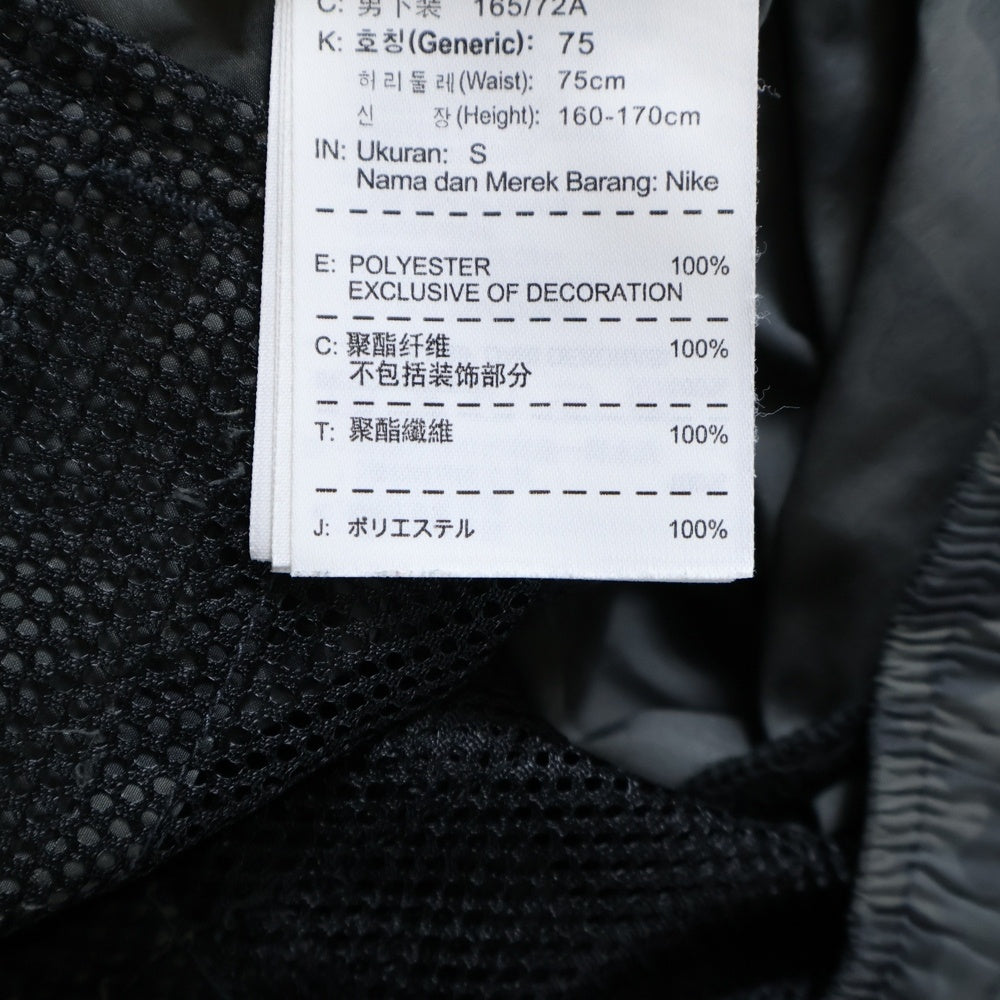 C: 男下装 165/72A
K: 호칭(Generic): 75
허리둘레(Waist): 75cm
신 장(Height): 160-170cm
IN: Ukuran: S
Nama dan Merek Barang: Nike
E: POLYESTER 100%
EXCLUSIVE OF DECORATION
C: 聚酯纤维 100%
不包括装饰部分
T: 聚酯纖維 100%
J: ポリエステル 100%